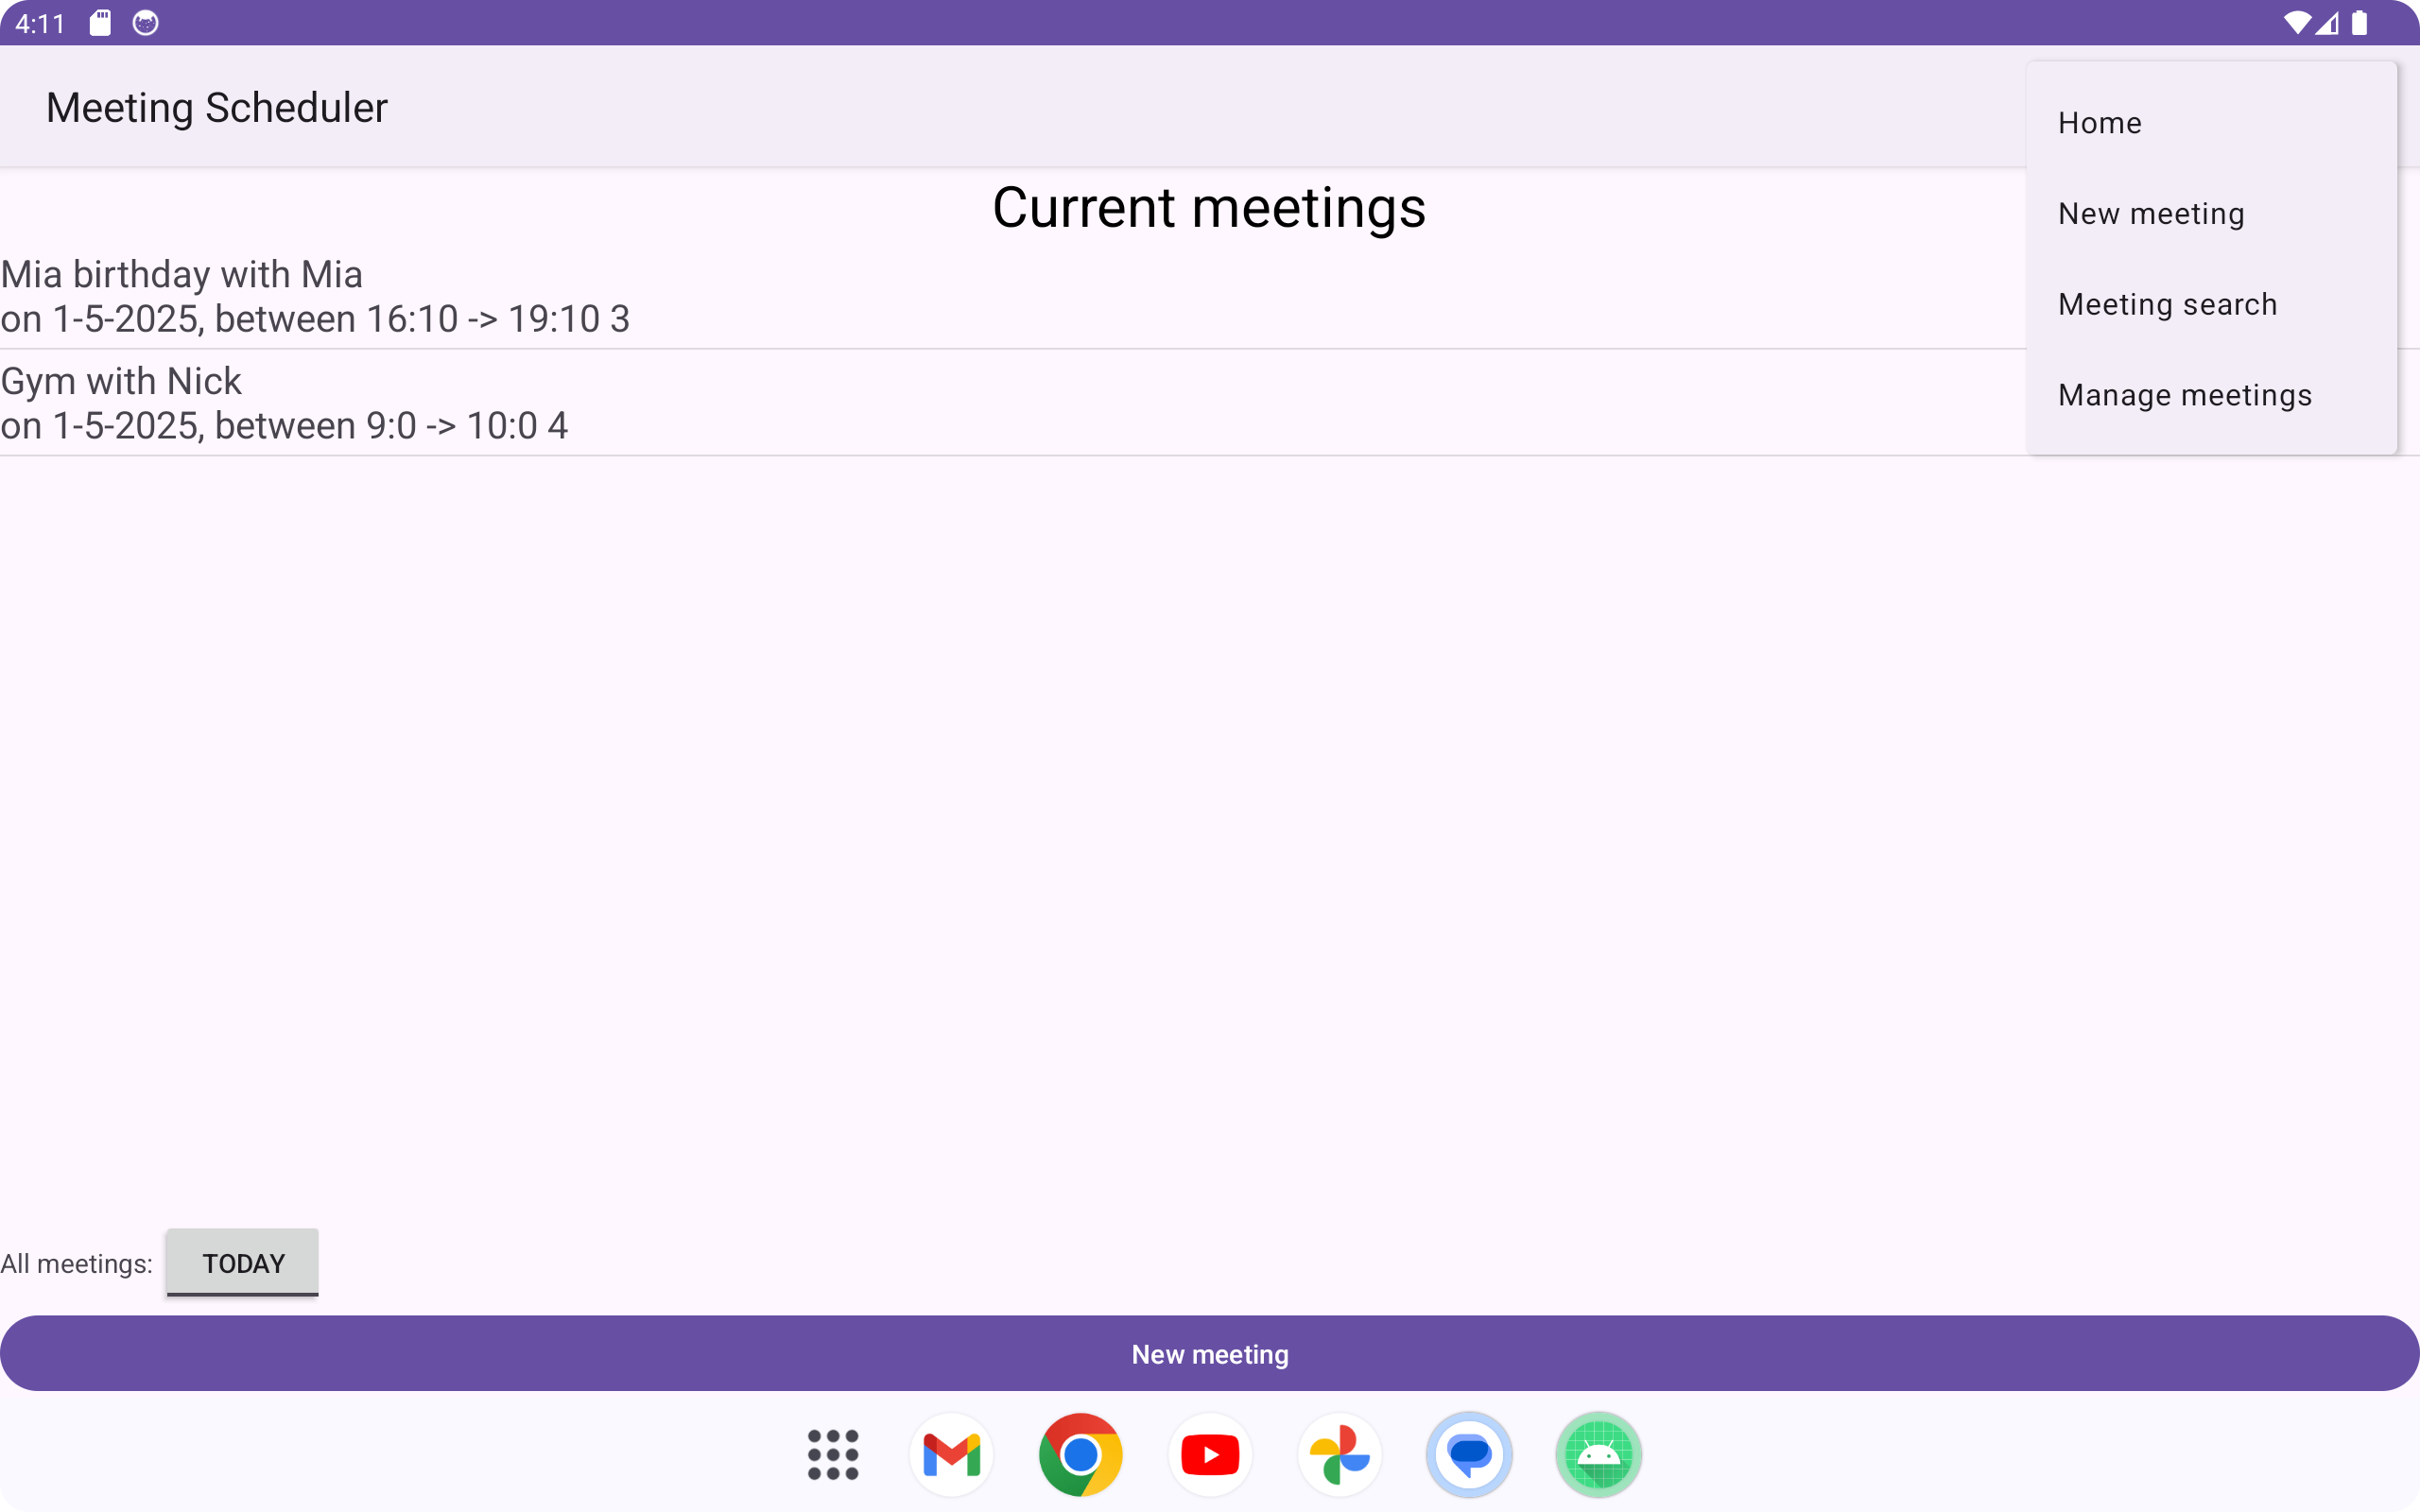 4:11
Meeting Scheduler
Home
New meeting
Meeting search
Manage meetings
Current meetings
Mia birthday with Mia
on 1-5-2025, between 16:10 -> 19:10 3
Gym with Nick
on 1-5-2025, between 9:0 -> 10:0 4
All meetings: TODAY
New meeting